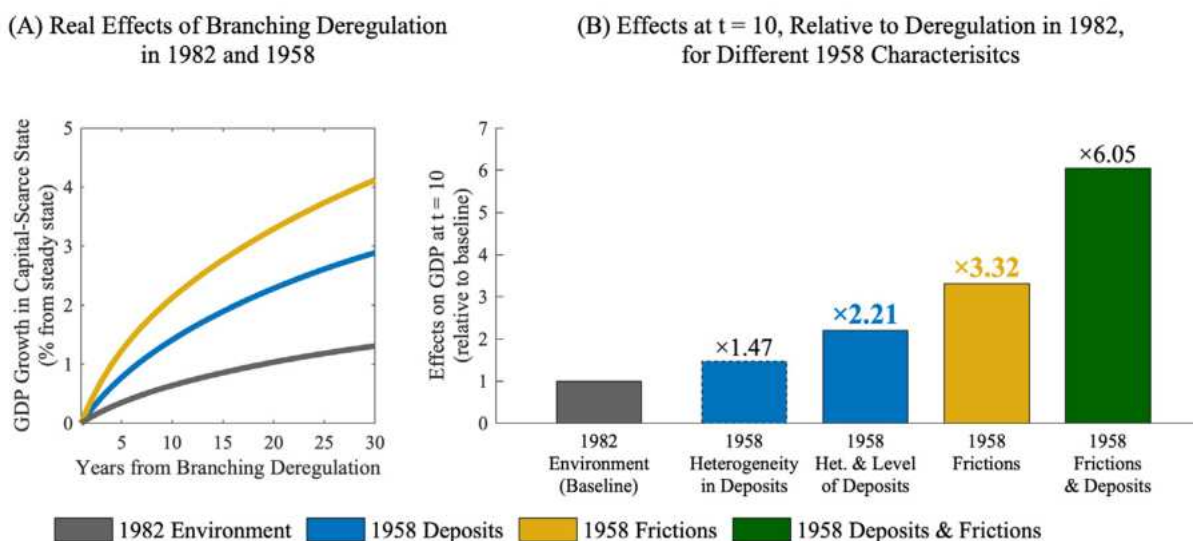 (A) Real Effects of Branching Deregulation
in 1982 and 1958
GDP Growth in Capital-Scarce State
(% from steady state)
5
4
3
2
1
0
5 10 15 20 25 30
Years from Branching Deregulation
(B) Effects at t = 10, Relative to Deregulation in 1982,
for Different 1958 Characterisitcs
Effects on GDP at t = 10
(relative to baseline)
7
6
5
4
3
2
1
0
×1.47
×2.21
×3.32
×6.05
1982
Environment
(Baseline)
1958
Heterogeneity
in Deposits
1958
Het. & Level
of Deposits
1958
Frictions
1958
Frictions
& Deposits
1982 Environment
1958 Deposits
1958 Frictions
1958 Deposits & Frictions